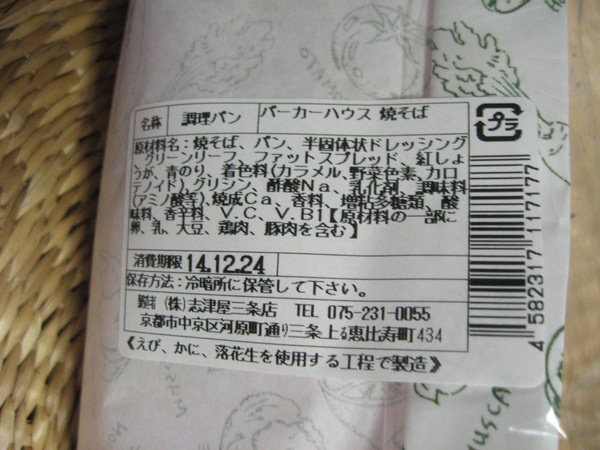 名称 調理パン パーカーハウス 焼そば
プラ
原材料名：焼そば、パン、半固体状ドレッシング
グリーンリーフ、ファットスプレッド、紅しょ
うが、青のり、着色料(カラメル、野菜色素、カロ
テノイド)、グリシン、酢酸Na、乳化剤、調味料
(アミノ酸等)、焼成Ca、香料、増粘多糖類、酸
味料、香辛料、V.C、V.B1【原材料の一部に
卵、乳、大豆、鶏肉、豚肉を含む】
消費期限 14.12.24
保存方法：冷暗所に保管して下さい。
製造者 (株)志津屋三条店 TEL 075-231-0055
京都市中京区河原町通り三条上る恵比寿町434
《えび、かに、落花生を使用する工程で製造》
4 582317 117177